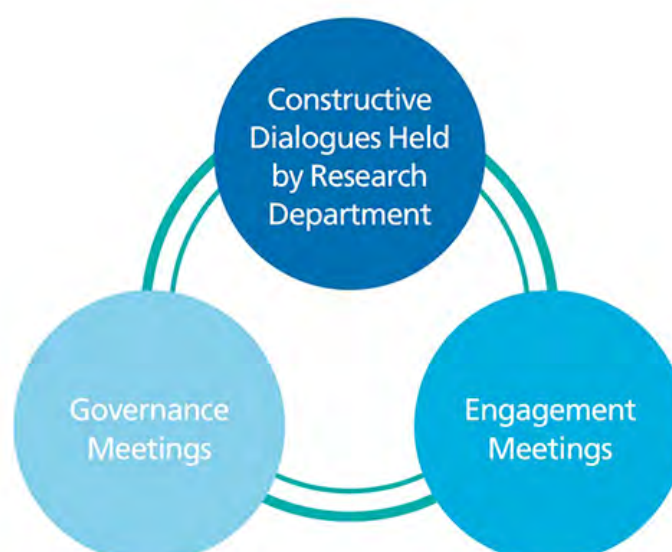 Constructive
Dialogues Held
by Research
Department
Governance
Meetings
Engagement
Meetings